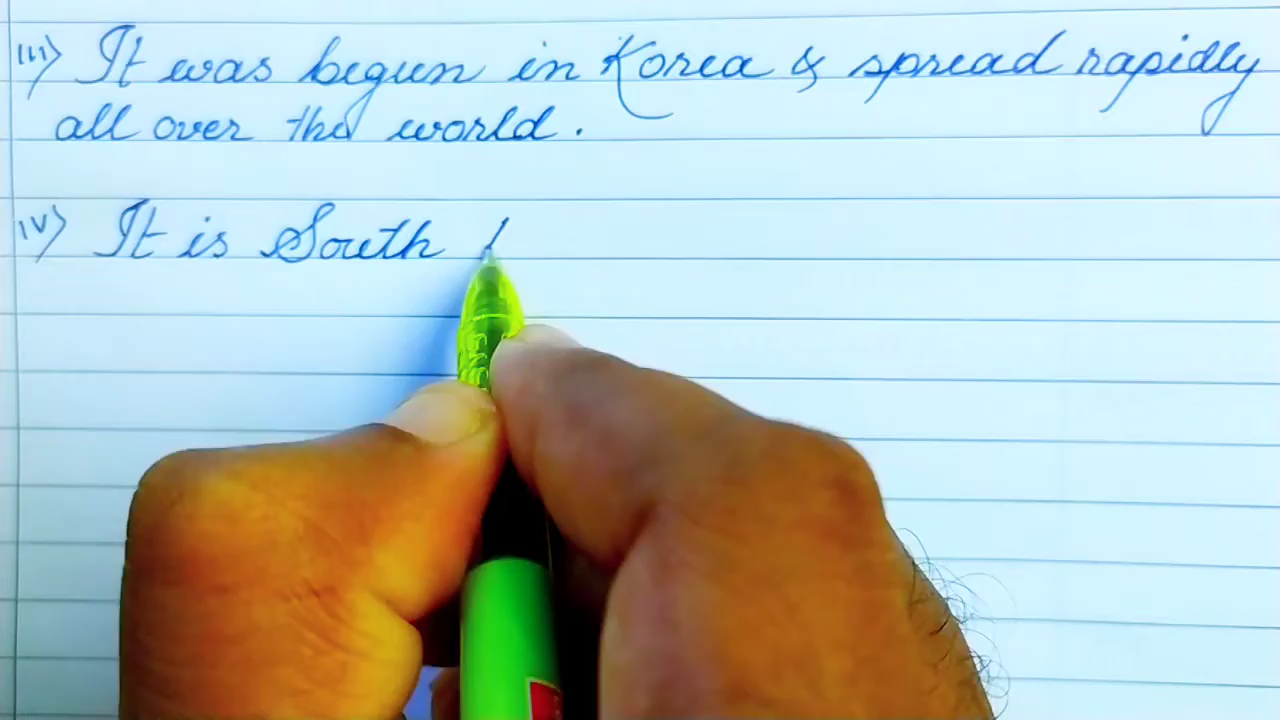 iii) It was begun in Korea & spread rapidly
all over the world.
iv) It is South